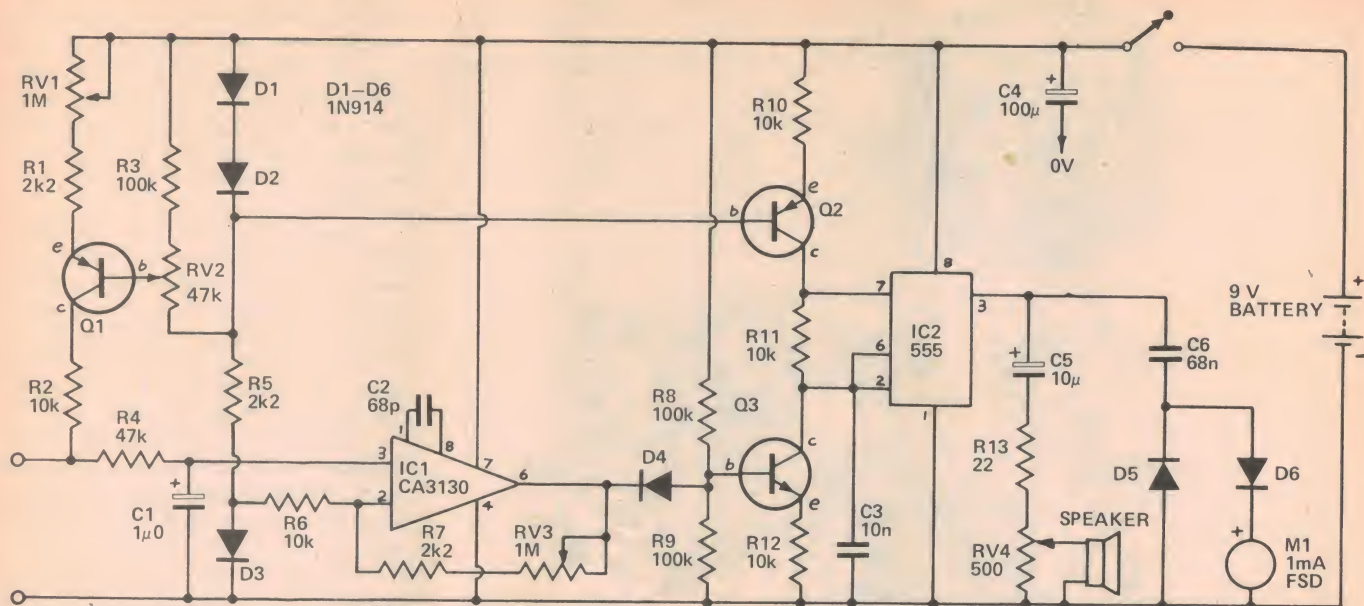 RV1
1M
R1
2k2
e
b
c
Q1
R2
10k
R4
47k
+
C1
1μ0
R3
100k
RV2
47k
D1
D2
D1–D6
1N914
R5
2k2
D3
R6
10k
C2
68p
1
8
3
2
IC1
CA3130
7
4
6
R7
2k2
RV3
1M
D4
R8
100k
R9
100k
R10
10k
e
b
Q2
c
R11
10k
Q3
c
b
e
R12
10k
C3
10n
7
6
2
8
3
1
IC2
555
+
C4
100μ
0V
+
C5
10μ
R13
22
RV4
500
SPEAKER
C6
68n
D5
D6
+
M1
1mA
FSD
9 V
BATTERY
+
-